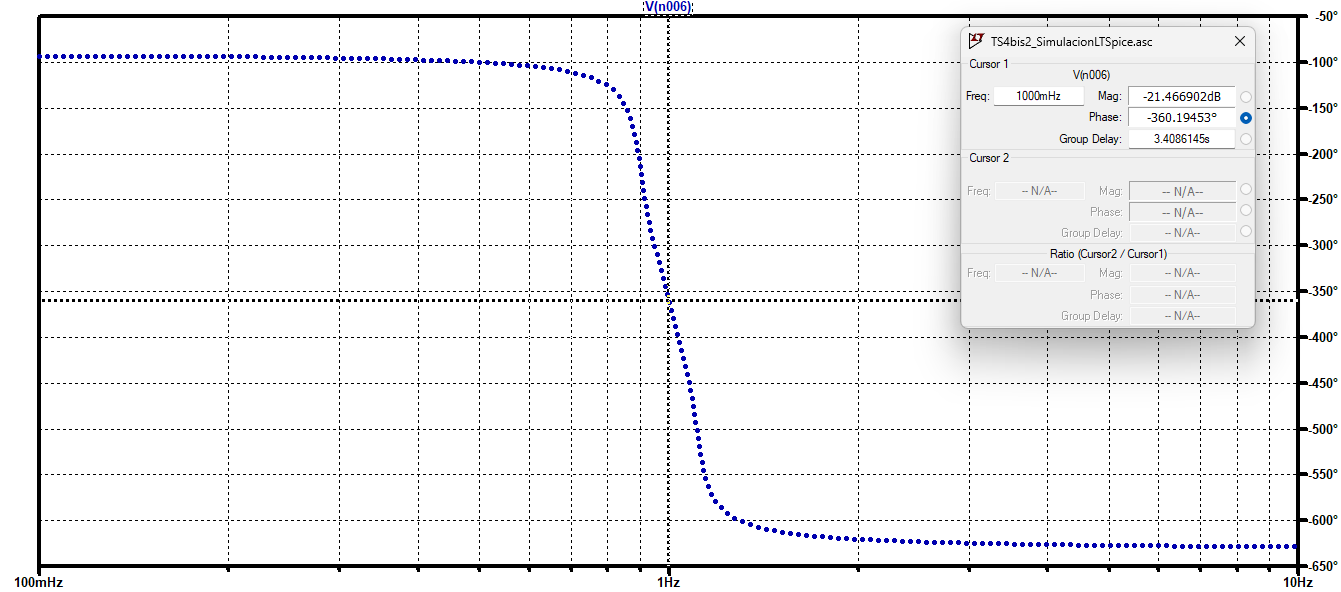 V(n006)
-50°
-100°
-150°
-200°
-250°
-300°
-350°
-400°
-450°
-500°
-550°
-600°
-650°
100mHz
1Hz
10Hz
TS4bis2_SimulacionLTSpice.asc
Cursor 1
V(n006)
Freq: 1000mHz Mag: -21.466902dB
Phase: -360.19453°
Group Delay: 3.4086145s
Cursor 2
Freq: -- N/A-- Mag: -- N/A--
Phase: -- N/A--
Group Delay: -- N/A--
Ratio (Cursor2 / Cursor1)
Freq: -- N/A-- Mag: -- N/A--
Phase: -- N/A--
Group Delay: -- N/A--